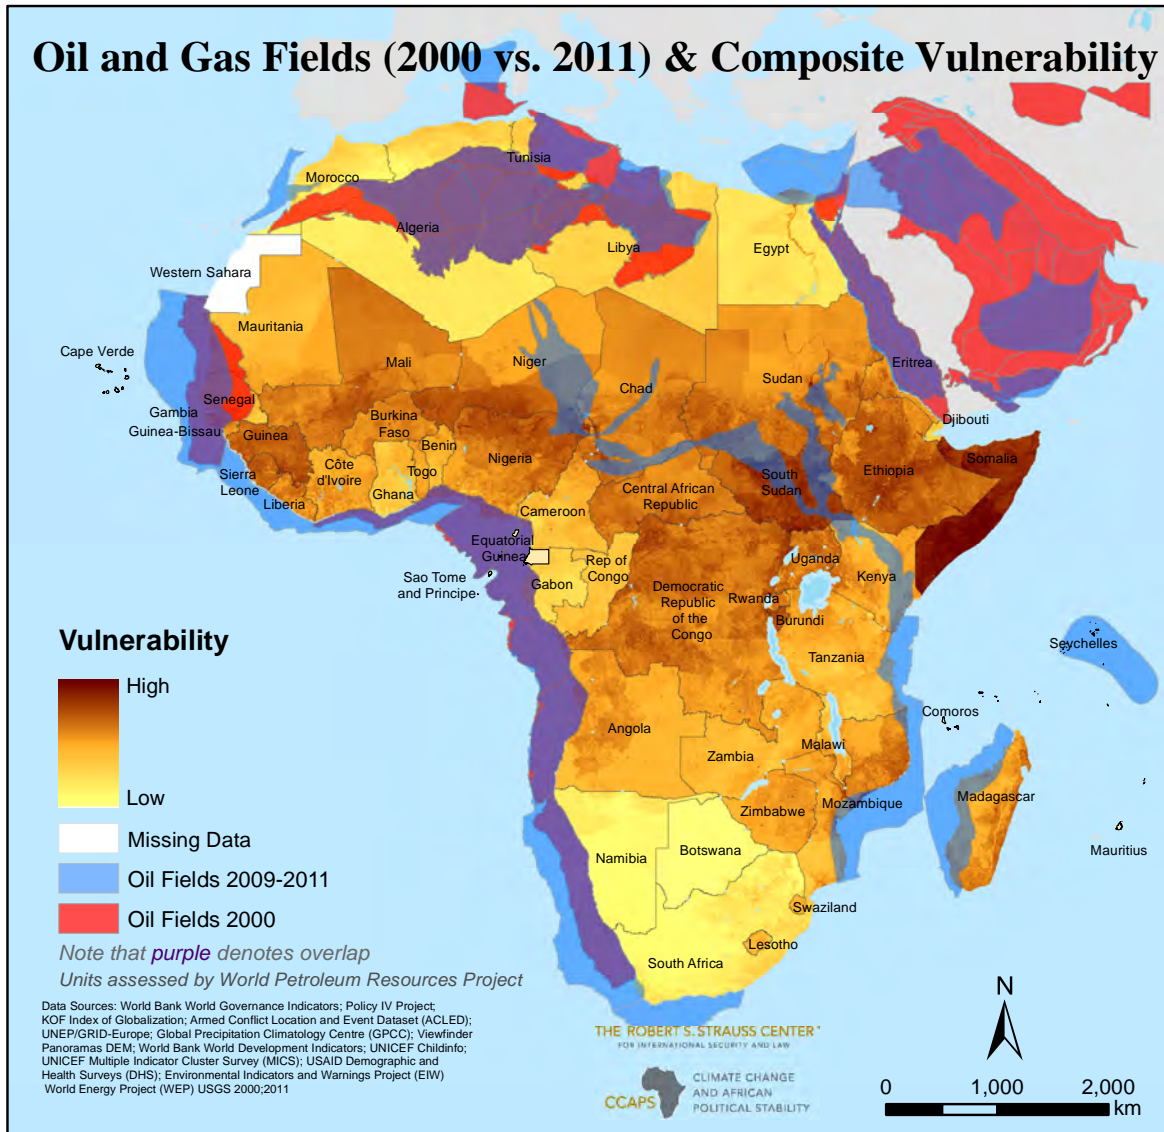 Oil and Gas Fields (2000 vs. 2011) & Composite Vulnerability
Tunisia
Morocco
Algeria
Libya
Egypt
Western Sahara
Mauritania
Cape Verde
Mali
Niger
Chad
Sudan
Eritrea
Senegal
Gambia
Guinea-Bissau
Guinea
Burkina
Faso
Benin
Djibouti
Sierra
Leone
Liberia
Côte
d'Ivoire
Ghana
Togo
Nigeria
Cameroon
Central African
Republic
South
Sudan
Ethiopia
Somalia
Equatorial
Guinea
Sao Tome
and Principe
Gabon
Rep of
Congo
Democratic
Republic
of the
Congo
Uganda
Kenya
Rwanda
Burundi
Tanzania
Seychelles
Comoros
Angola
Zambia
Malawi
Zimbabwe
Mozambique
Madagascar
Mauritius
Namibia
Botswana
Swaziland
Lesotho
South Africa
Vulnerability
High
Low
Missing Data
Oil Fields 2009-2011
Oil Fields 2000
Note that purple denotes overlap
Units assessed by World Petroleum Resources Project
Data Sources: World Bank World Governance Indicators; Policy IV Project;
KOF Index of Globalization; Armed Conflict Location and Event Dataset (ACLED);
UNEP/GRID-Europe; Global Precipitation Climatology Centre (GPCC); Viewfinder
Panoramas DEM; World Bank World Development Indicators; UNICEF Childinfo;
UNICEF Multiple Indicator Cluster Survey (MICS); USAID Demographic and
Health Surveys (DHS); Environmental Indicators and Warnings Project (EIW)
World Energy Project (WEP) USGS 2000;2011
THE ROBERT S. STRAUSS CENTER
FOR INTERNATIONAL SECURITY AND LAW
CCAPS
CLIMATE CHANGE
AND AFRICAN
POLITICAL STABILITY
N
0 1,000 2,000
km